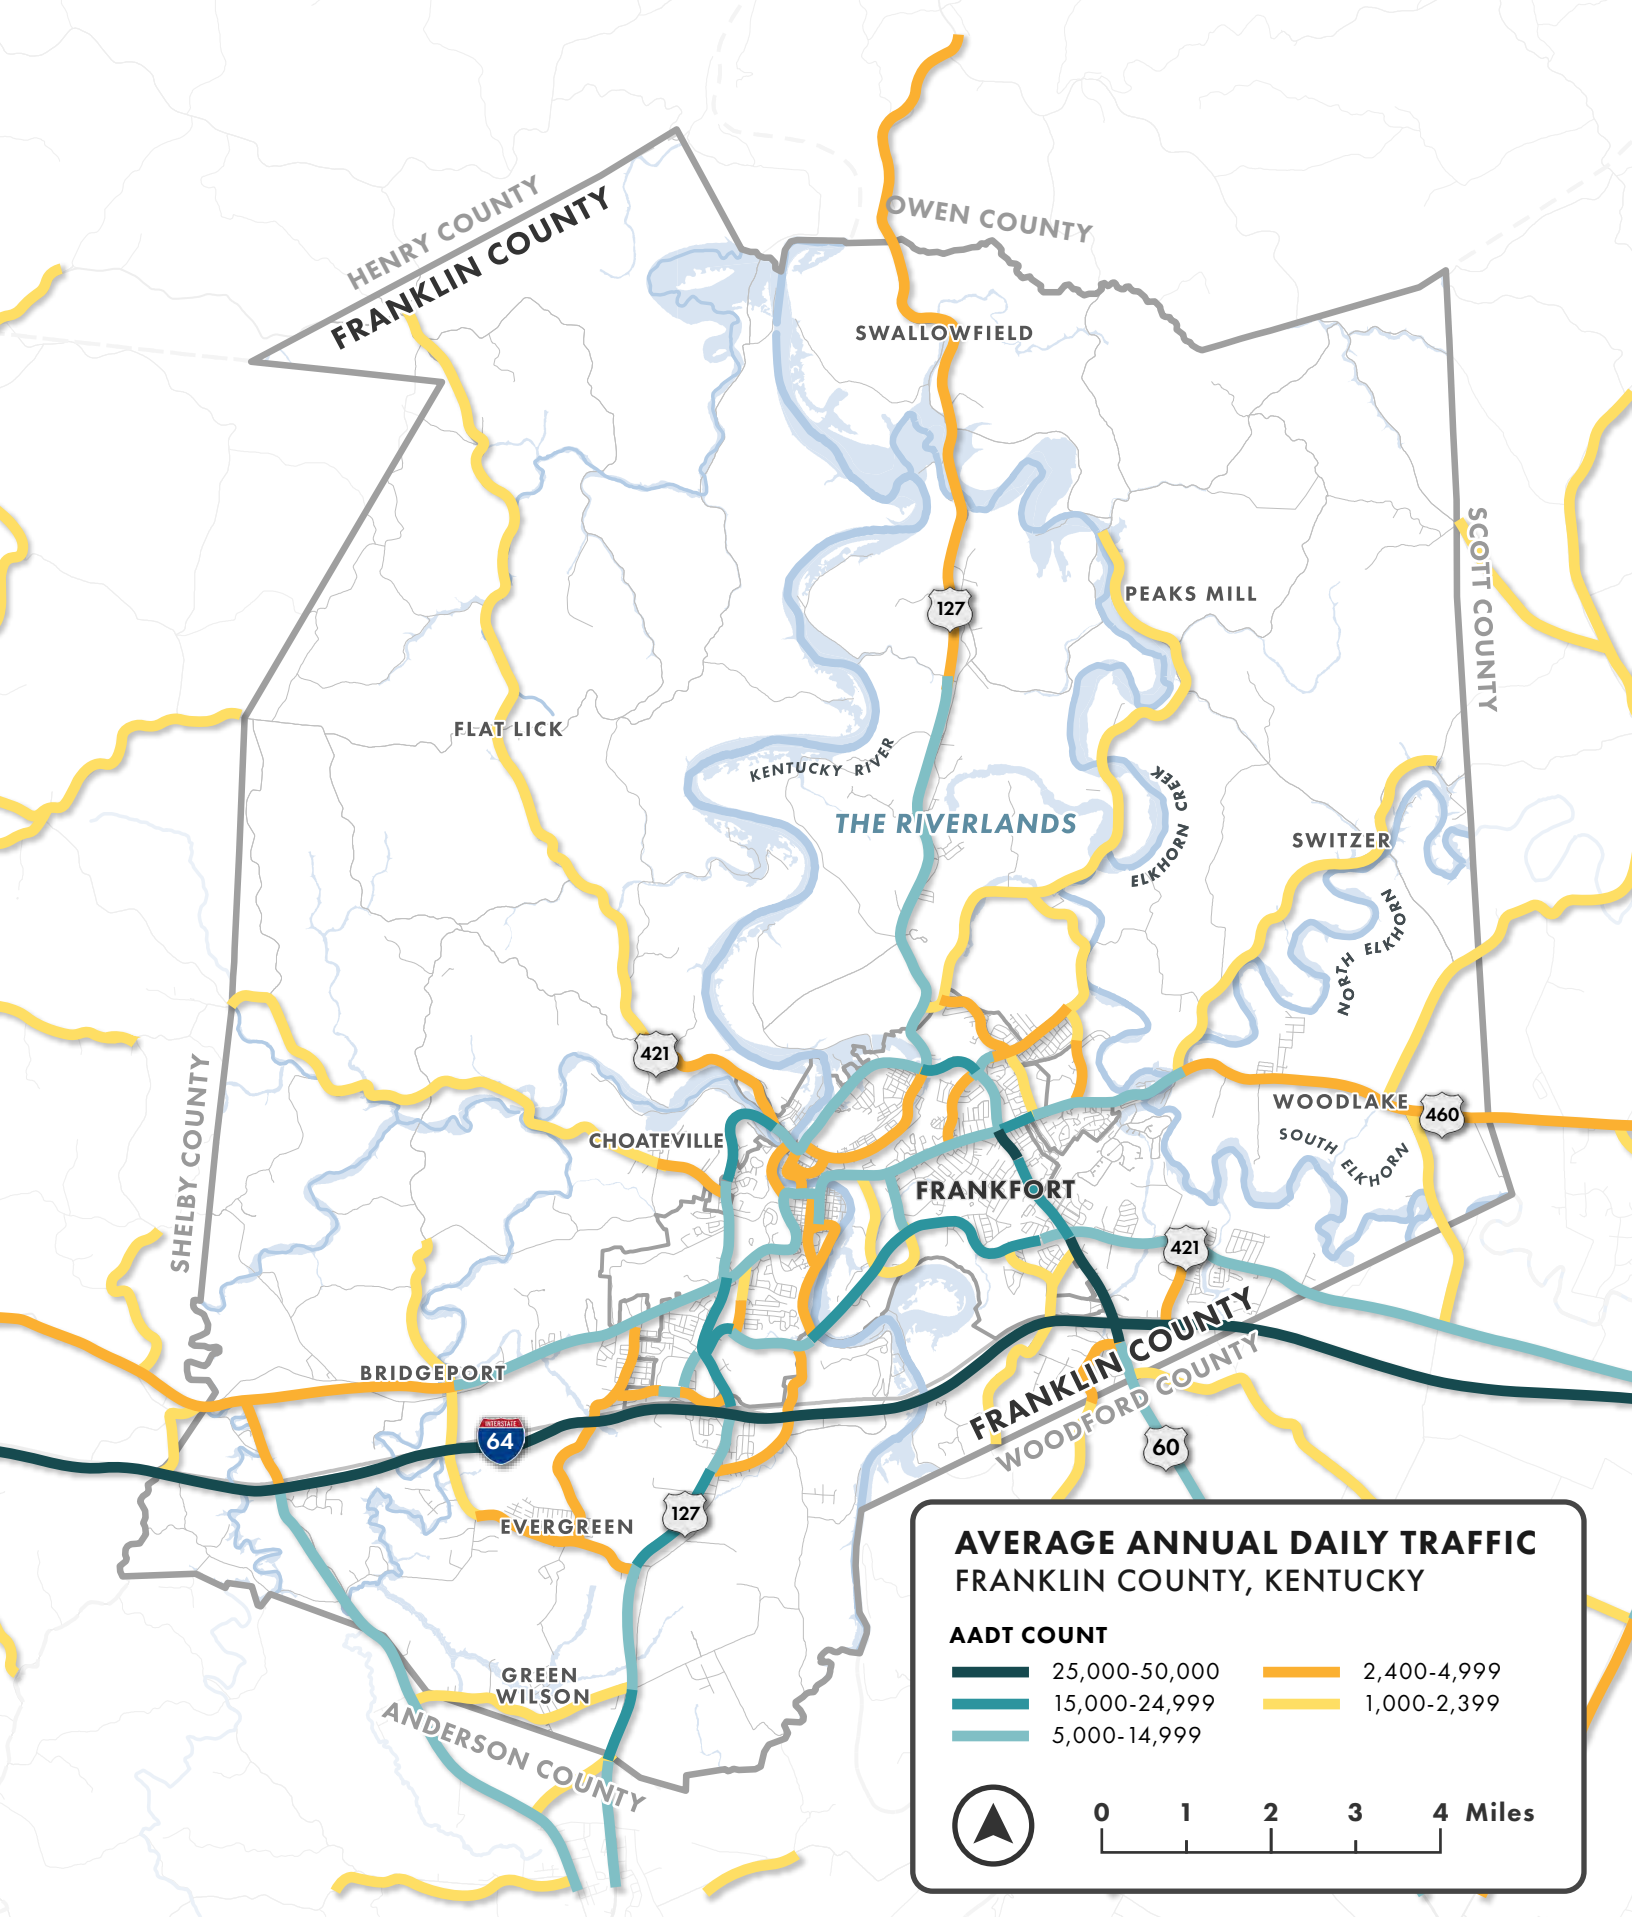 HENRY COUNTY
FRANKLIN COUNTY
OWEN COUNTY
SWALLOWFIELD
SCOTT COUNTY
127
PEAKS MILL
FLAT LICK
KENTUCKY RIVER
THE RIVERLANDS
ELKHORN CREEK
SWITZER
NORTH ELKHORN
421
SHELBY COUNTY
CHOATEVILLE
WOODLAKE
460
SOUTH ELKHORN
FRANKFORT
421
BRIDGEPORT
FRANKLIN COUNTY
WOODFORD COUNTY
INTERSTATE
64
60
127
EVERGREEN
GREEN
WILSON
ANDERSON COUNTY
AVERAGE ANNUAL DAILY TRAFFIC
FRANKLIN COUNTY, KENTUCKY
AADT COUNT
25,000-50,000
15,000-24,999
5,000-14,999
2,400-4,999
1,000-2,399
0 1 2 3 4 Miles